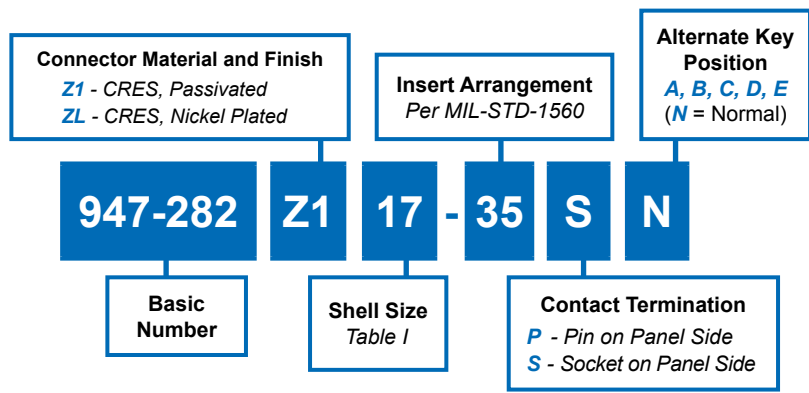 Connector Material and Finish
Z1 - CRES, Passivated
ZL - CRES, Nickel Plated
Insert Arrangement
Per MIL-STD-1560
Alternate Key
Position
A, B, C, D, E
(N = Normal)
947-282 Z1 17 - 35 S N
Basic
Number
Shell Size
Table I
Contact Termination
P - Pin on Panel Side
S - Socket on Panel Side